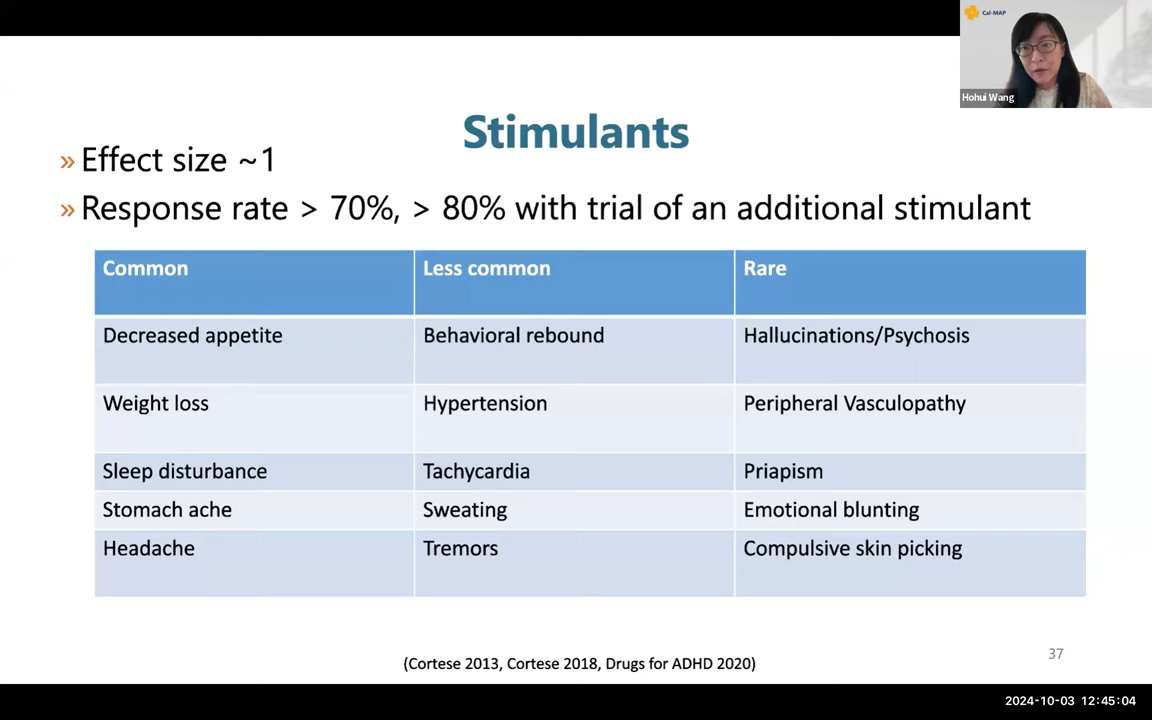 Cal-MAP
Hohui Wang
Stimulants
» Effect size ~1
» Response rate > 70%, > 80% with trial of an additional stimulant
Common Less common Rare
Decreased appetite Behavioral rebound Hallucinations/Psychosis
Weight loss Hypertension Peripheral Vasculopathy
Sleep disturbance Tachycardia Priapism
Stomach ache Sweating Emotional blunting
Headache Tremors Compulsive skin picking
(Cortese 2013, Cortese 2018, Drugs for ADHD 2020)
37
2024-10-03 12:45:04